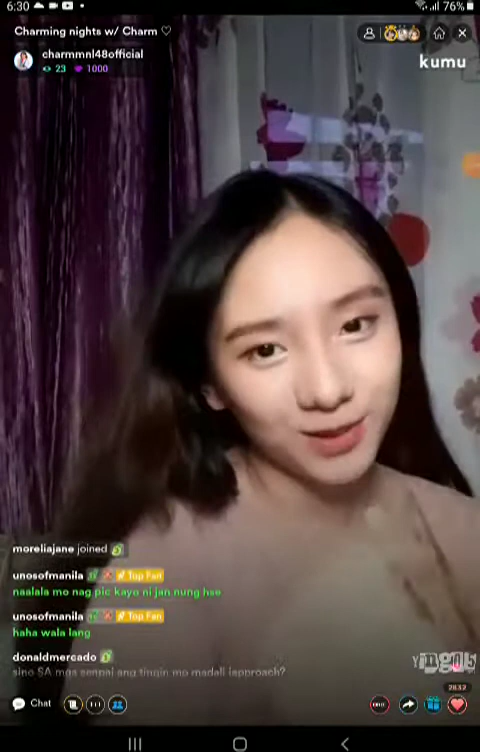 6:30
76%
Charming nights w/ Charm ♡
charmmnl48official
23 1000
kumu
moreliajane joined
unosofmanila Top Fan
naalala mo nag pic kayo ni jan nung hse
unosofmanila Top Fan
haha wala lang
donaldmercado
sino SA mga senpai ang tingin mo madali iapproach?
2832
Chat